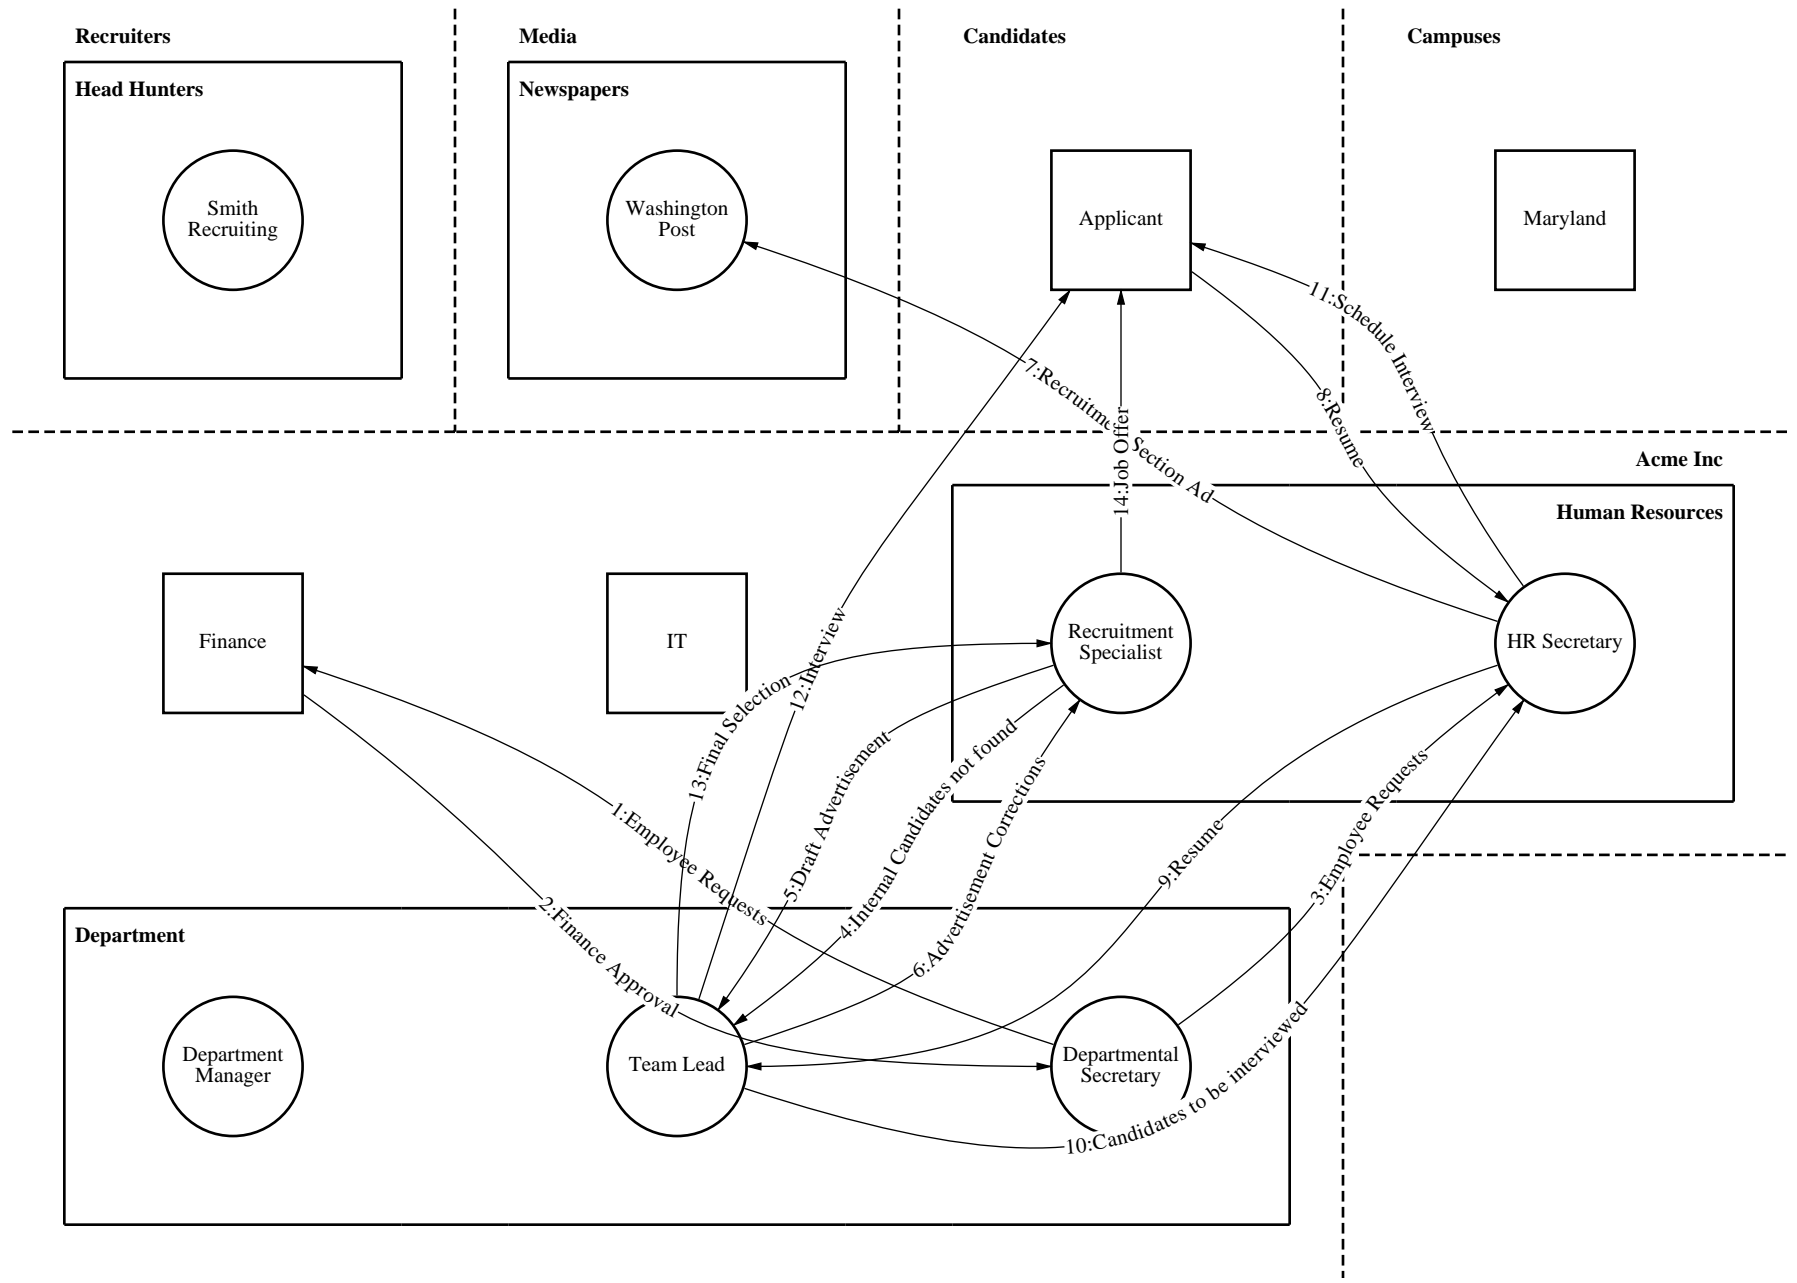 Recruiters
Media
Candidates
Campuses
Head Hunters
Newspapers
Smith
Recruiting
Washington
Post
Applicant
Maryland
11:Schedule Interview
7:Recruitme
Section Ad
14:Job Offer
8:Resume
Acme Inc
Human Resources
Finance
IT
Recruitment
Specialist
HR Secretary
12:Interview
13:Final Selection
5:Draft Advertisement
4:Internal Candidates not found
6:Advertisement Corrections
1:Employee Requests
2:Finance Approval
9:Resume
3:Employee Requests
Department
Department
Manager
Team Lead
Departmental
Secretary
10:Candidates to be interviewed